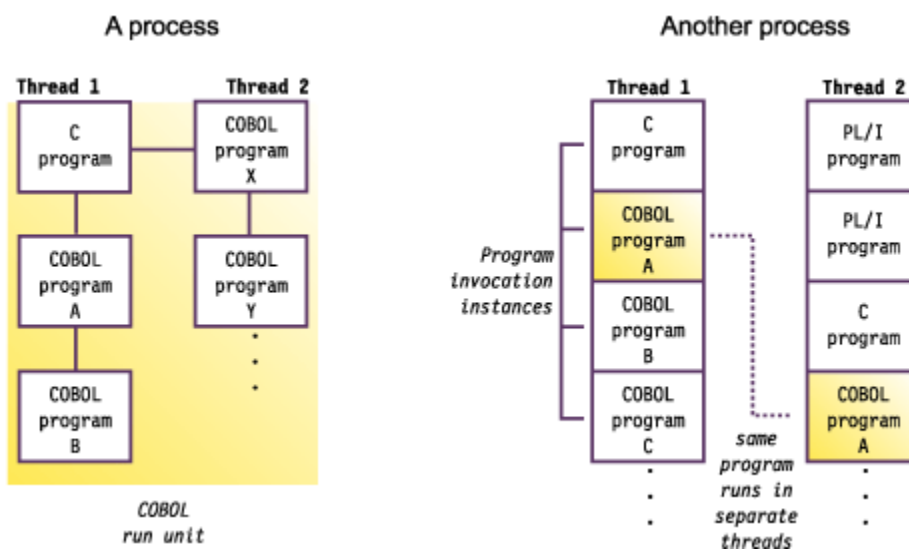 A process
Thread 1
Thread 2
C
program
COBOL
program
X
COBOL
program
A
COBOL
program
Y
COBOL
program
B
COBOL
run unit
Another process
Thread 1
Thread 2
C
program
COBOL
program
A
COBOL
program
B
COBOL
program
C
Program
invocation
instances
PL/I
program
PL/I
program
C
program
COBOL
program
A
same
program
runs in
separate
threads